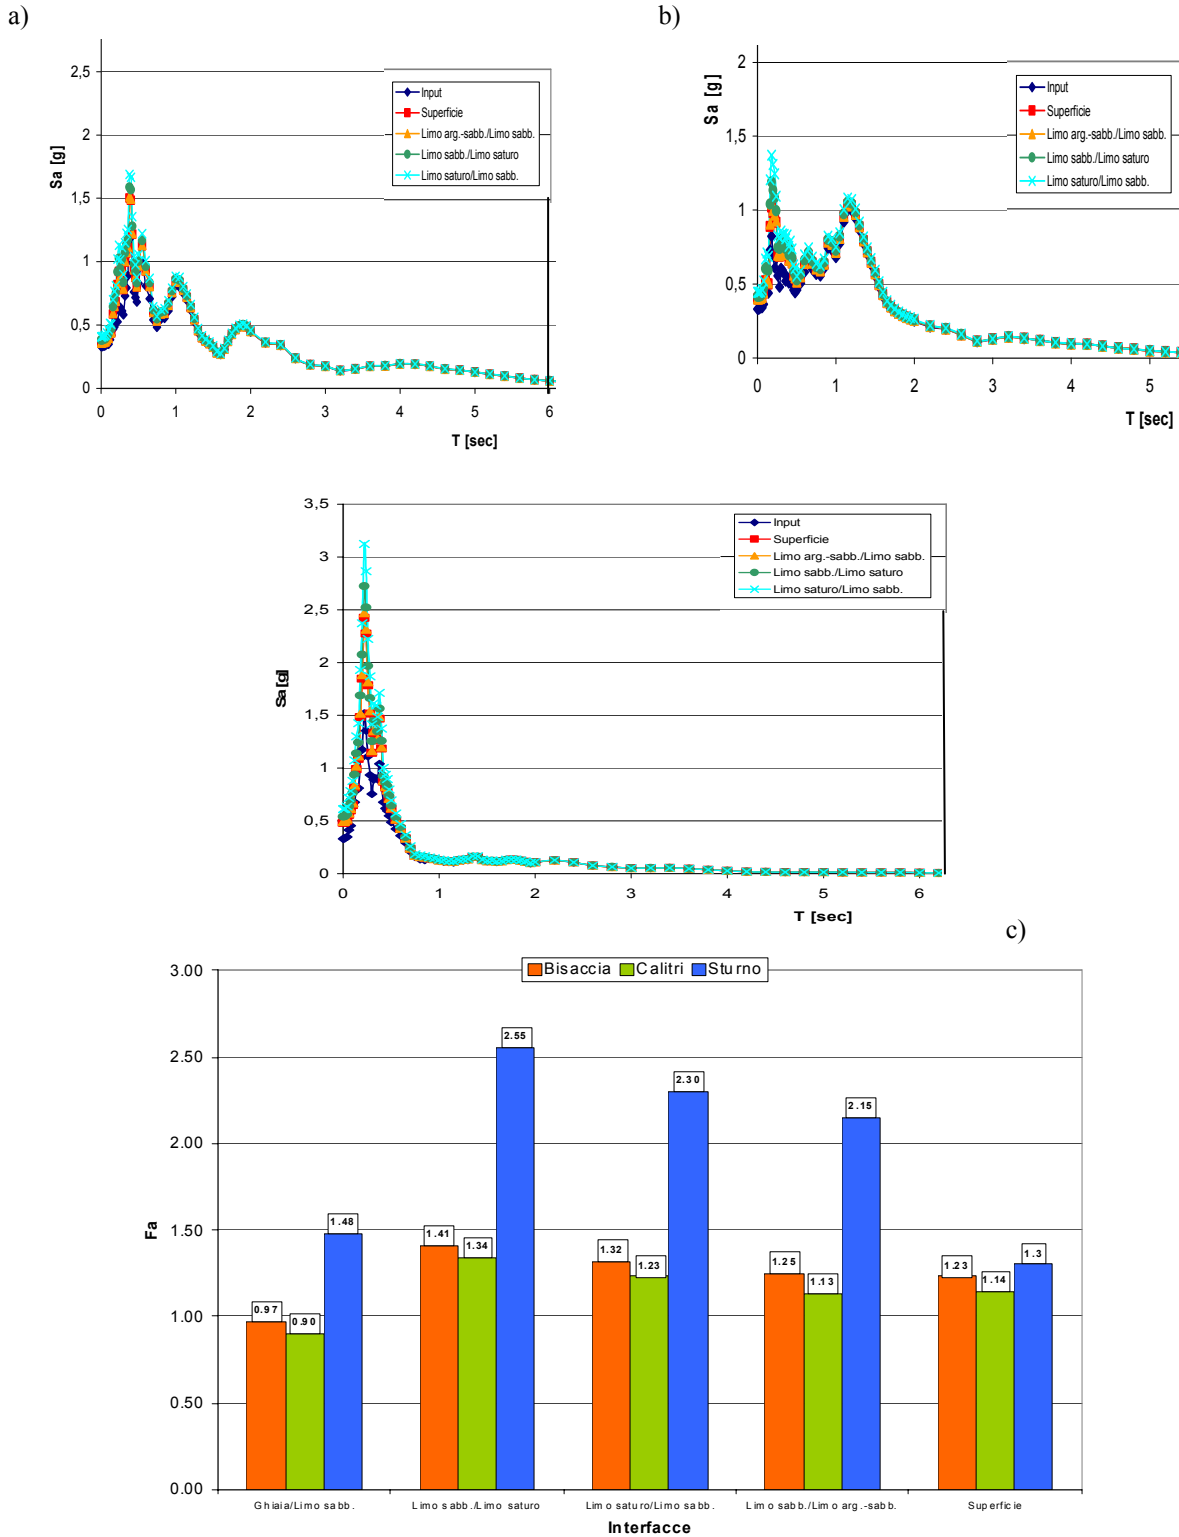 a)
b)
Sa [g]
2,5
2
1,5
1
0,5
0
0 1 2 3 4 5 6
T [sec]
Input
Superficie
Limo arg.-sabb./Limo sabb.
Limo sabb./Limo saturo
Limo saturo/Limo sabb.
Sa [g]
2
1,5
1
0,5
0
0 1 2 3 4 5
T [sec]
Input
Superficie
Limo arg.-sabb./Limo sabb.
Limo sabb./Limo saturo
Limo saturo/Limo sabb.
Sa[g]
3,5
3
2,5
2
1,5
1
0,5
0
0 1 2 3 4 5 6
T [sec]
Input
Superficie
Limo arg.-sabb./Limo sabb.
Limo sabb./Limo saturo
Limo saturo/Limo sabb.
c)
Bisaccia Calitri Sturno
Fa
3.00
2.50
2.00
1.50
1.00
0.50
0.00
0.97 0.90 1.48
1.41 1.34 2.55
1.32 1.23 2.30
1.25 1.13 2.15
1.23 1.14 1.3
Ghiaia/Limo sabb. Limo sabb./Limo saturo Limo saturo/Limo sabb. Limo sabb./Limo arg.-sabb. Superficie
Interfacce